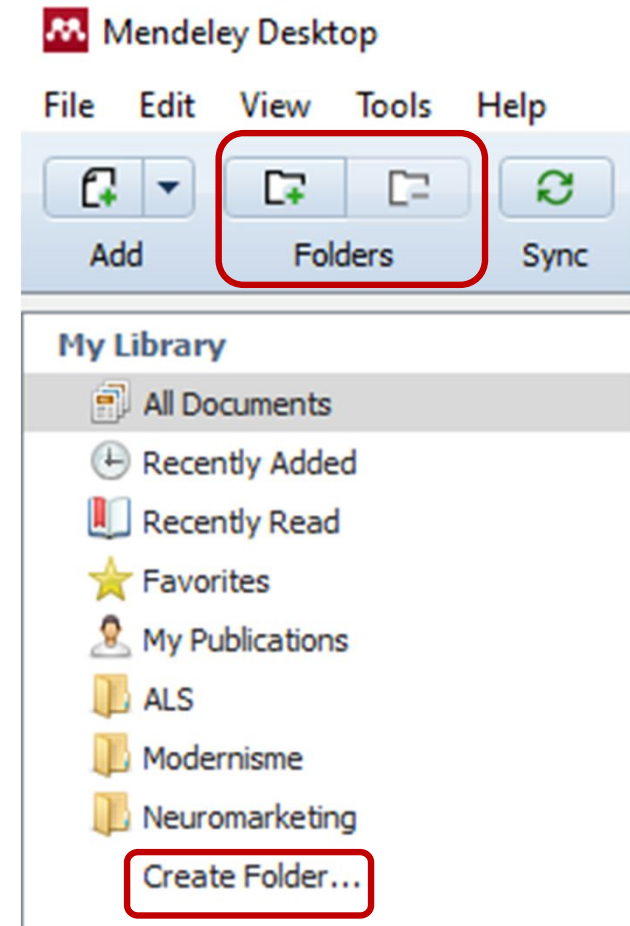 Mendeley Desktop
File Edit View Tools Help
Add Folders Sync
My Library
All Documents
Recently Added
Recently Read
Favorites
My Publications
ALS
Modernisme
Neuromarketing
Create Folder...